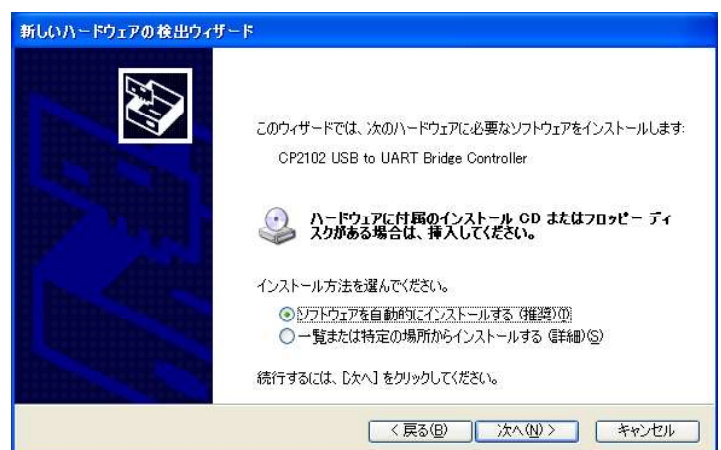 新しいハードウェアの検出ウィザード
このウィザードでは、次のハードウェアに必要なソフトウェアをインストールします:
CP2102 USB to UART Bridge Controller
ハードウェアに付属のインストール CD またはフロッピー ディ
スクがある場合は、挿入してください。
インストール方法を選んでください。
ソフトウェアを自動的にインストールする (推奨)(I)
一覧または特定の場所からインストールする (詳細)(S)
続行するには、[次へ] をクリックしてください。
< 戻る(B)
次へ(N) >
キャンセル